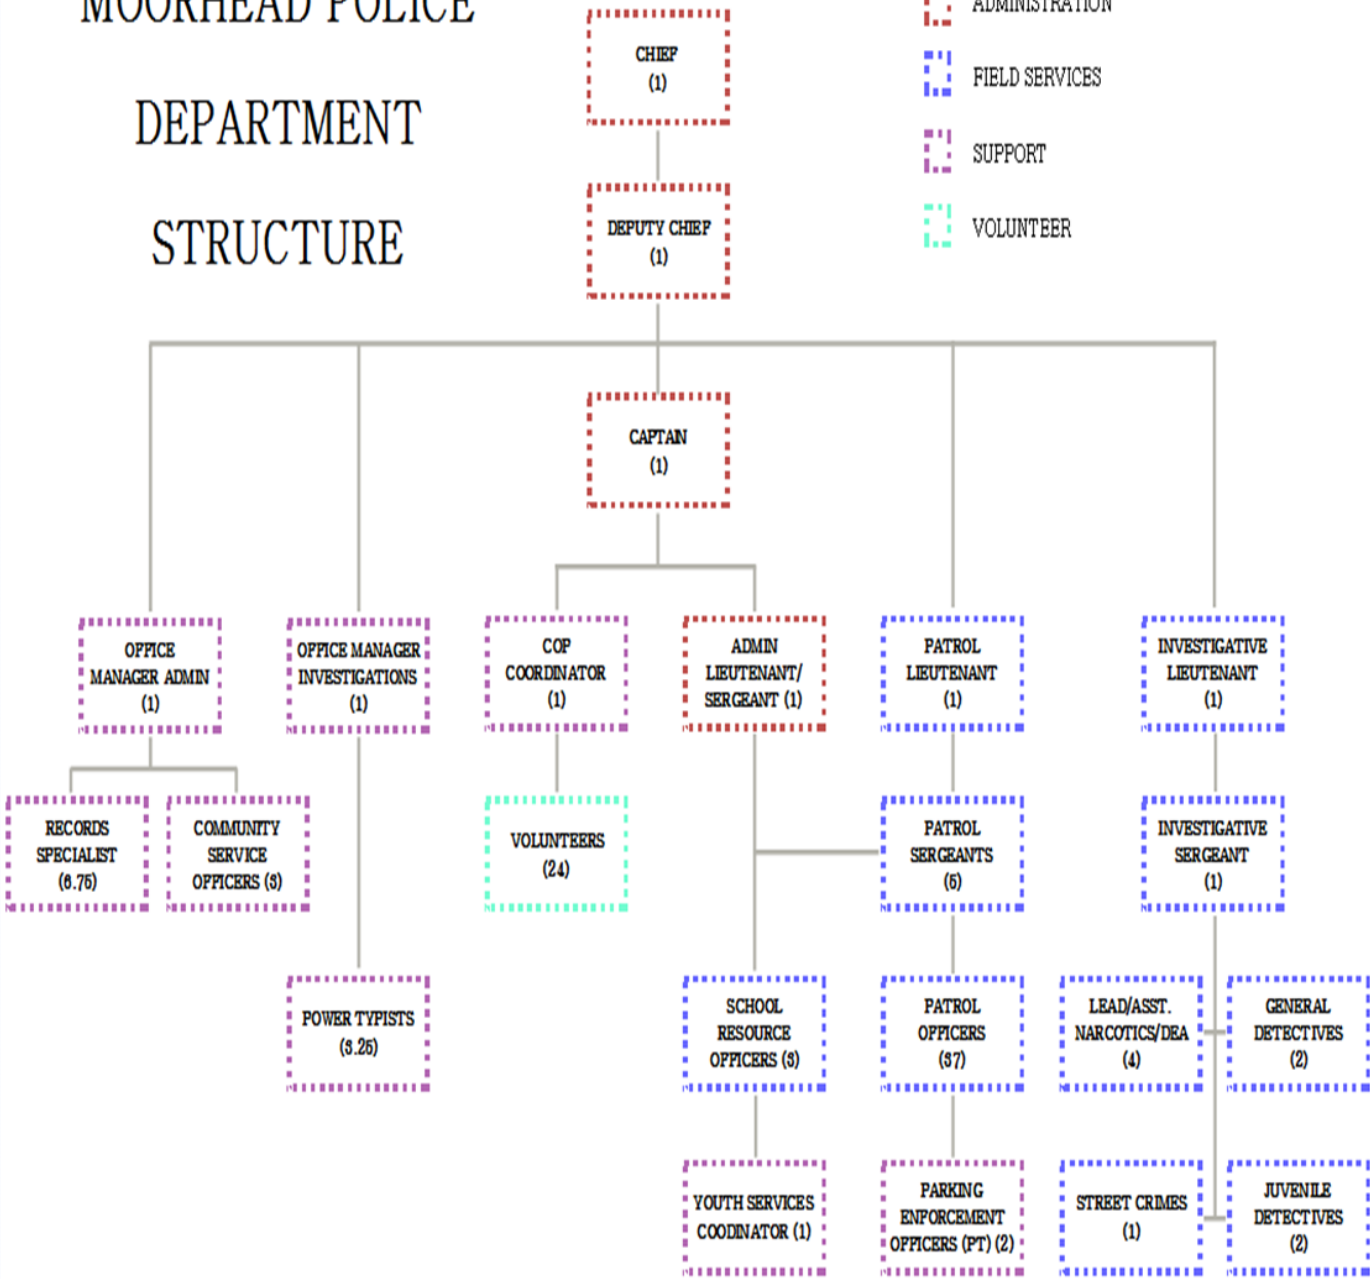 MOORHEAD POLICE
DEPARTMENT
STRUCTURE
ADMINISTRATION
FIELD SERVICES
SUPPORT
VOLUNTEER
CHIEF
(1)
DEPUTY CHIEF
(1)
CAPTAIN
(1)
OFFICE
MANAGER ADMIN
(1)
OFFICE MANAGER
INVESTIGATIONS
(1)
COP
COORDINATOR
(1)
ADMIN
LIEUTENANT/
SERGEANT (1)
PATROL
LIEUTENANT
(1)
INVESTIGATIVE
LIEUTENANT
(1)
RECORDS
SPECIALIST
(6.75)
COMMUNITY
SERVICE
OFFICERS (3)
VOLUNTEERS
(24)
PATROL
SERGEANTS
(5)
INVESTIGATIVE
SERGEANT
(1)
POWER TYPISTS
(3.25)
SCHOOL
RESOURCE
OFFICERS (3)
PATROL
OFFICERS
(37)
LEAD/ASST.
NARCOTICS/DEA
(4)
GENERAL
DETECTIVES
(2)
YOUTH SERVICES
COODINATOR (1)
PARKING
ENFORCEMENT
OFFICERS (PT) (2)
STREET CRIMES
(1)
JUVENILE
DETECTIVES
(2)